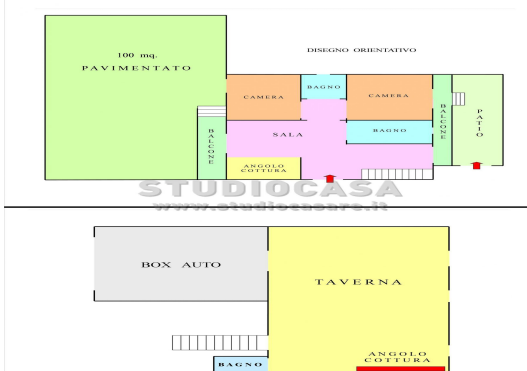 100 mq.
PAVIMENTATO
DISEGNO ORIENTATIVO
CAMERA
BAGNO
CAMERA
BALCONE
PATIO
BALCONE
SALA
BAGNO
ANGOLO
COTTURA
STUDIOCASA
www.studiocasare.it
BOX AUTO
TAVERNA
BAGNO
ANGOLO
COTTURA